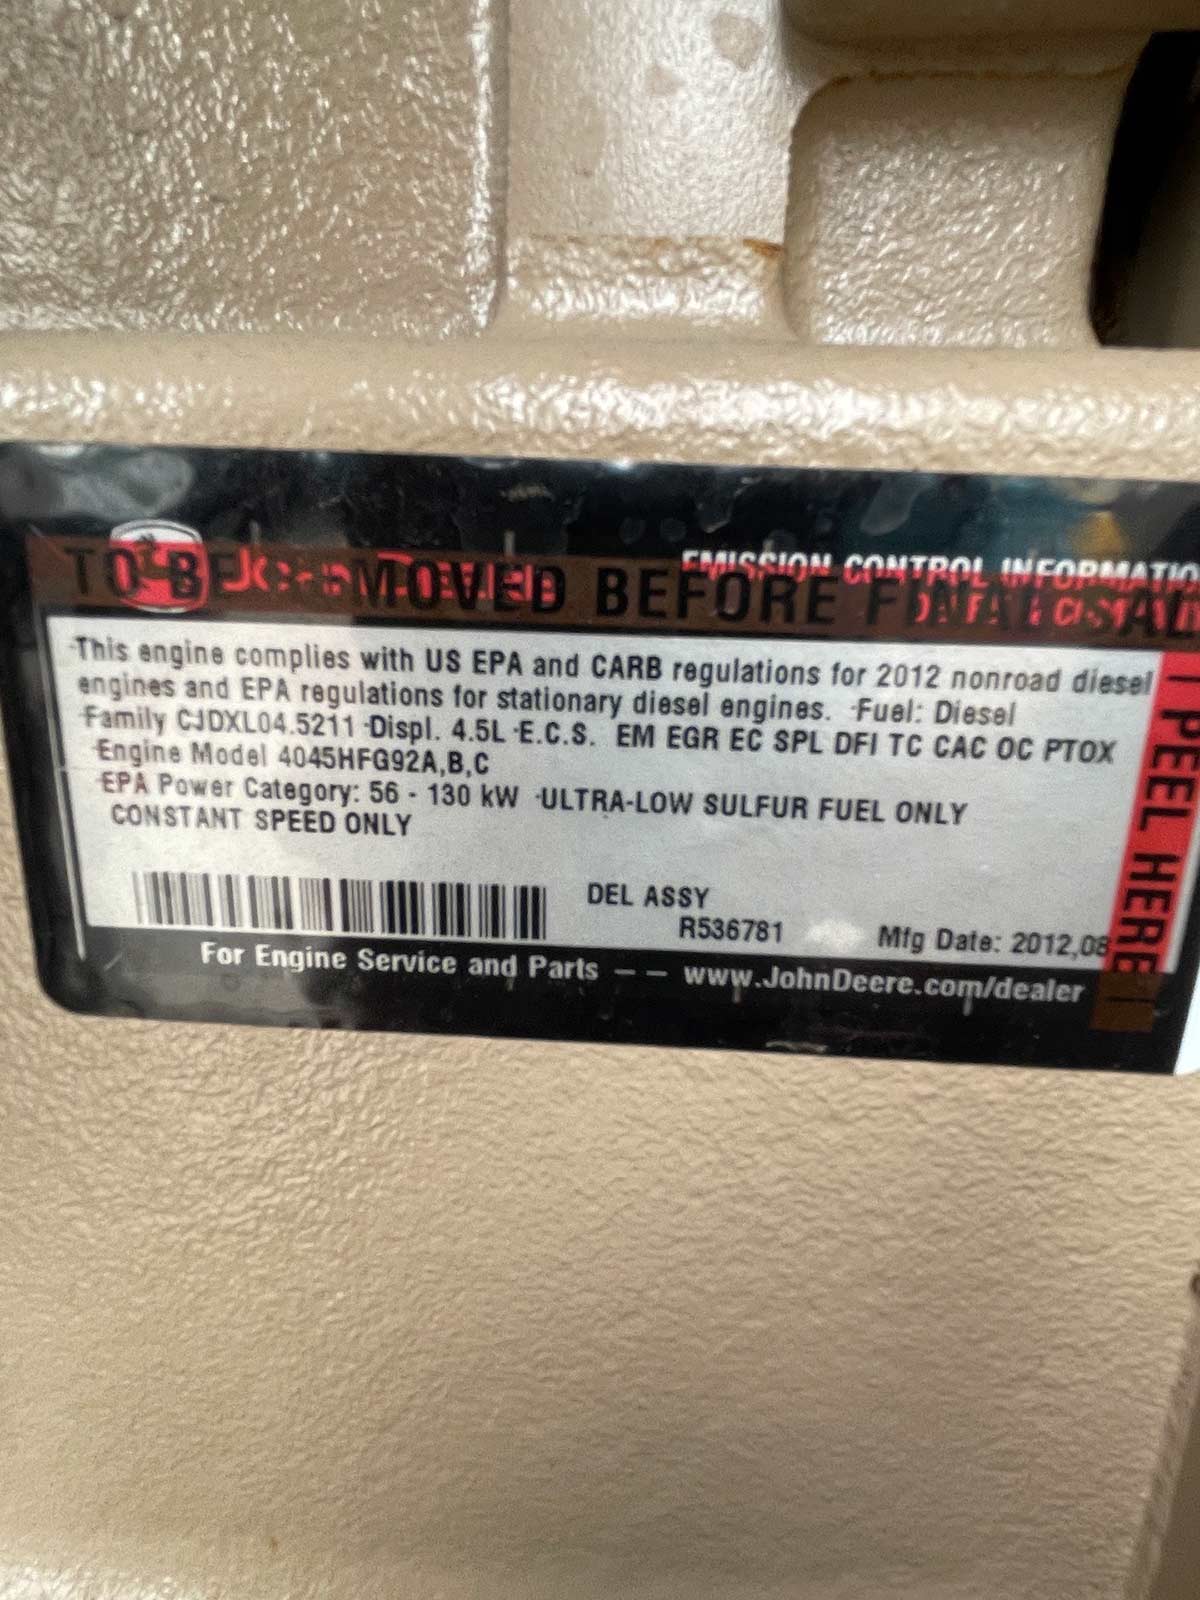 EMISSION CONTROL INFORMATIO
TO BE REMOVED BEFORE FINAL SAL
This engine complies with US EPA and CARB regulations for 2012 nonroad diesel
engines and EPA regulations for stationary diesel engines. ·Fuel: Diesel
Family CJDXL04.5211 ·Displ. 4.5L ·E.C.S. EM EGR EC SPL DFI TC CAC OC PTOX
Engine Model 4045HFG92A,B,C
EPA Power Category: 56 - 130 kW ·ULTRA-LOW SULFUR FUEL ONLY
CONSTANT SPEED ONLY
DEL ASSY
R536781
Mfg Date: 2012,08
For Engine Service and Parts – – www.JohnDeere.com/dealer
PEEL HERE